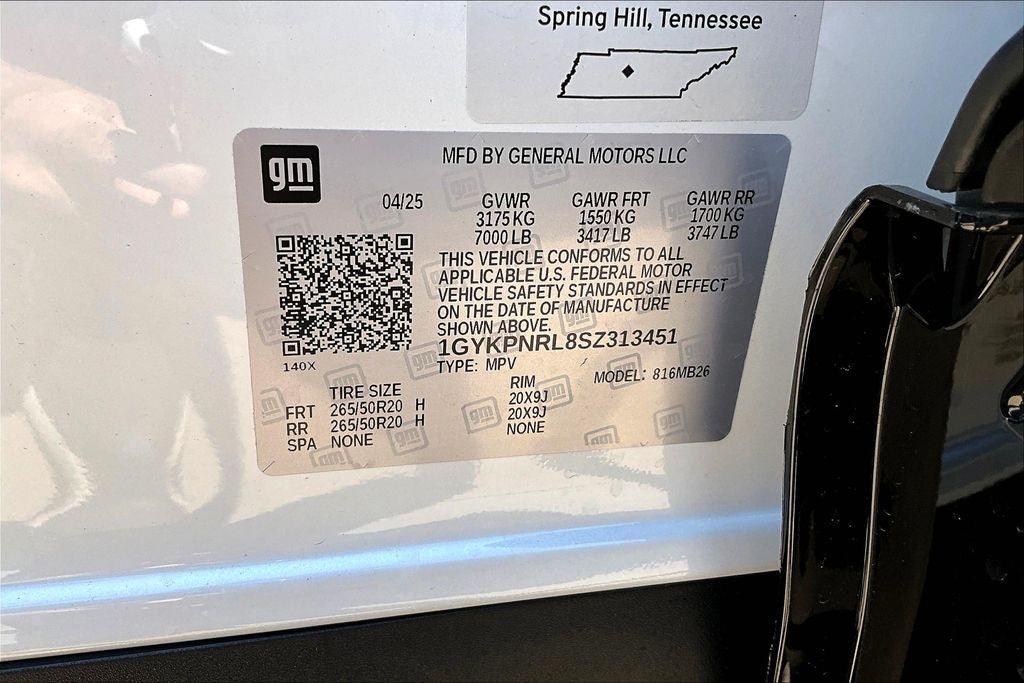 Spring Hill, Tennessee
gm
MFD BY GENERAL MOTORS LLC
04/25 GVWR GAWR FRT GAWR RR
3175 KG 1550 KG 1700 KG
7000 LB 3417 LB 3747 LB
THIS VEHICLE CONFORMS TO ALL
APPLICABLE U.S. FEDERAL MOTOR
VEHICLE SAFETY STANDARDS IN EFFECT
ON THE DATE OF MANUFACTURE
SHOWN ABOVE.
1GYKPNRL8SZ313451
140X TYPE: MPV MODEL: 816MB26
TIRE SIZE RIM
FRT 265/50R20 H 20X9J
RR 265/50R20 H 20X9J
SPA NONE NONE